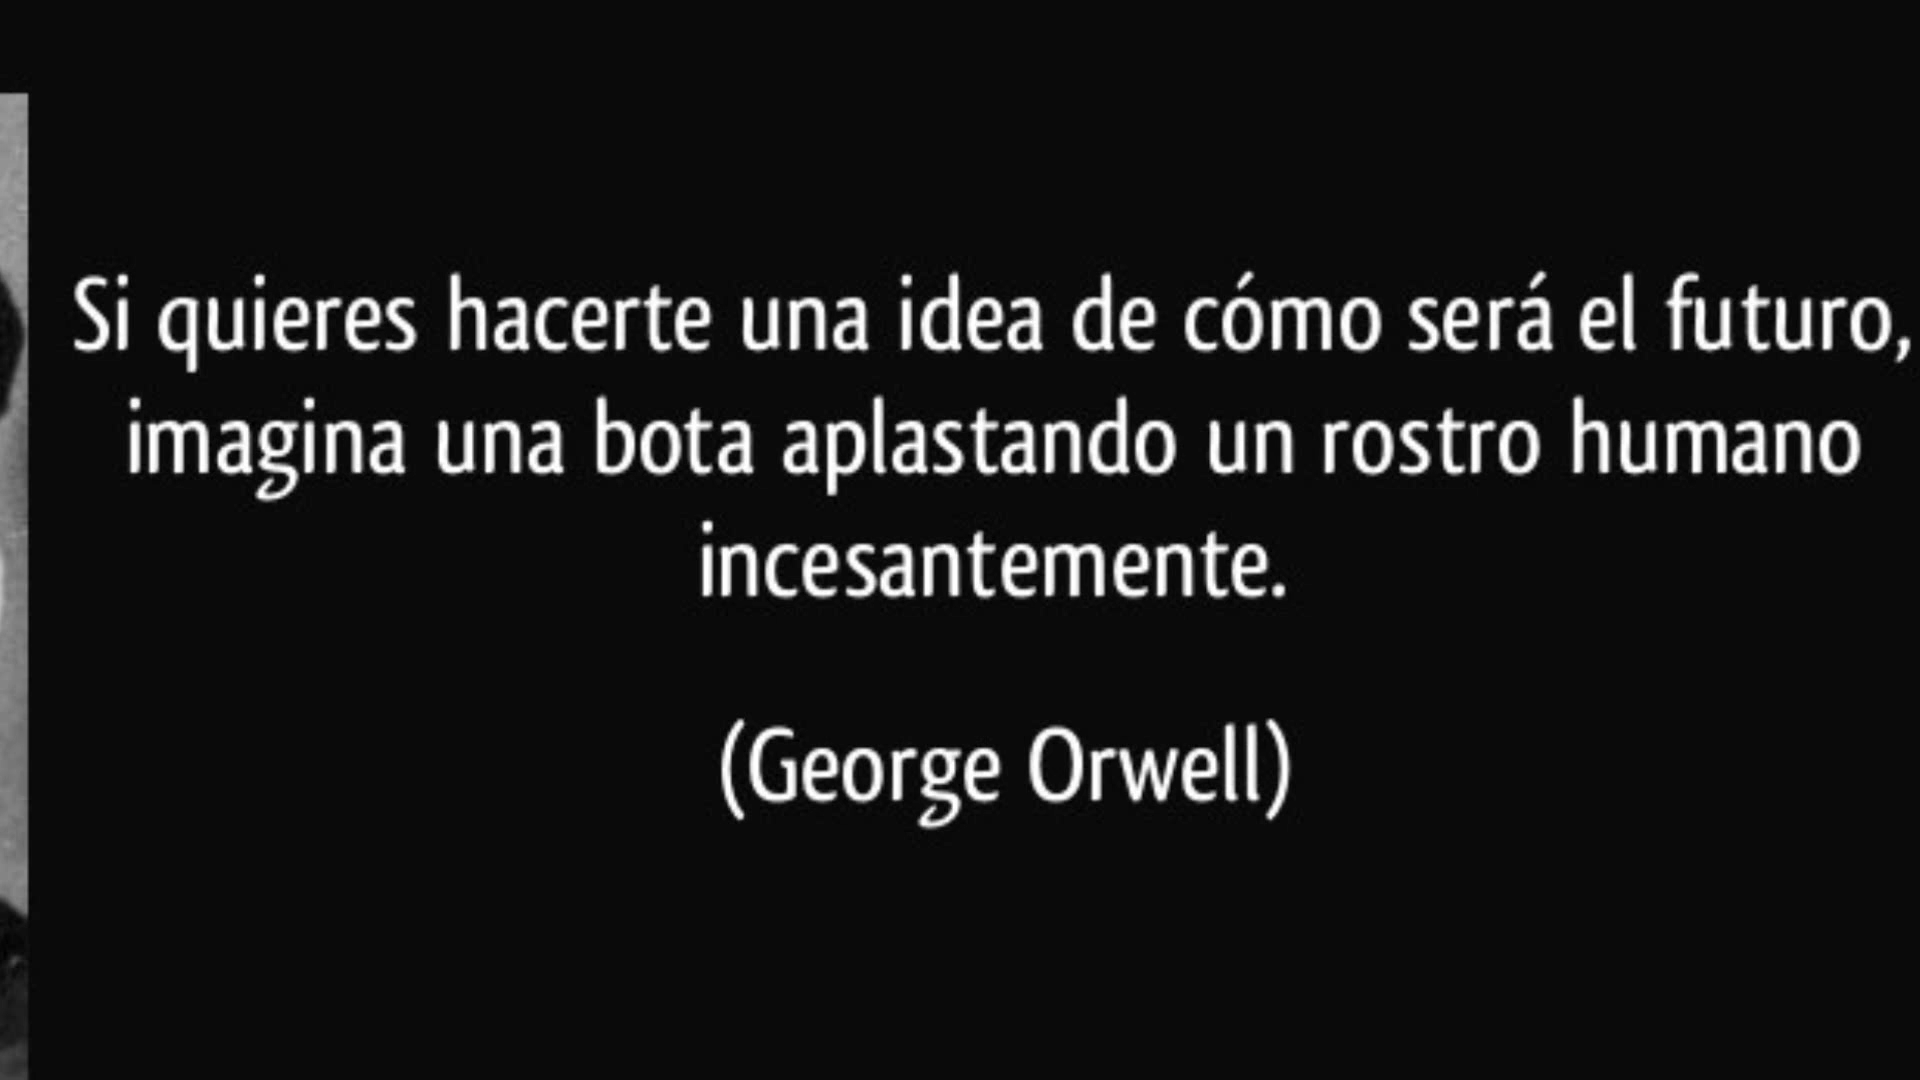 Si quieres hacerte una idea de cómo será el futuro,
imagina una bota aplastando un rostro humano
incesantemente.
(George Orwell)